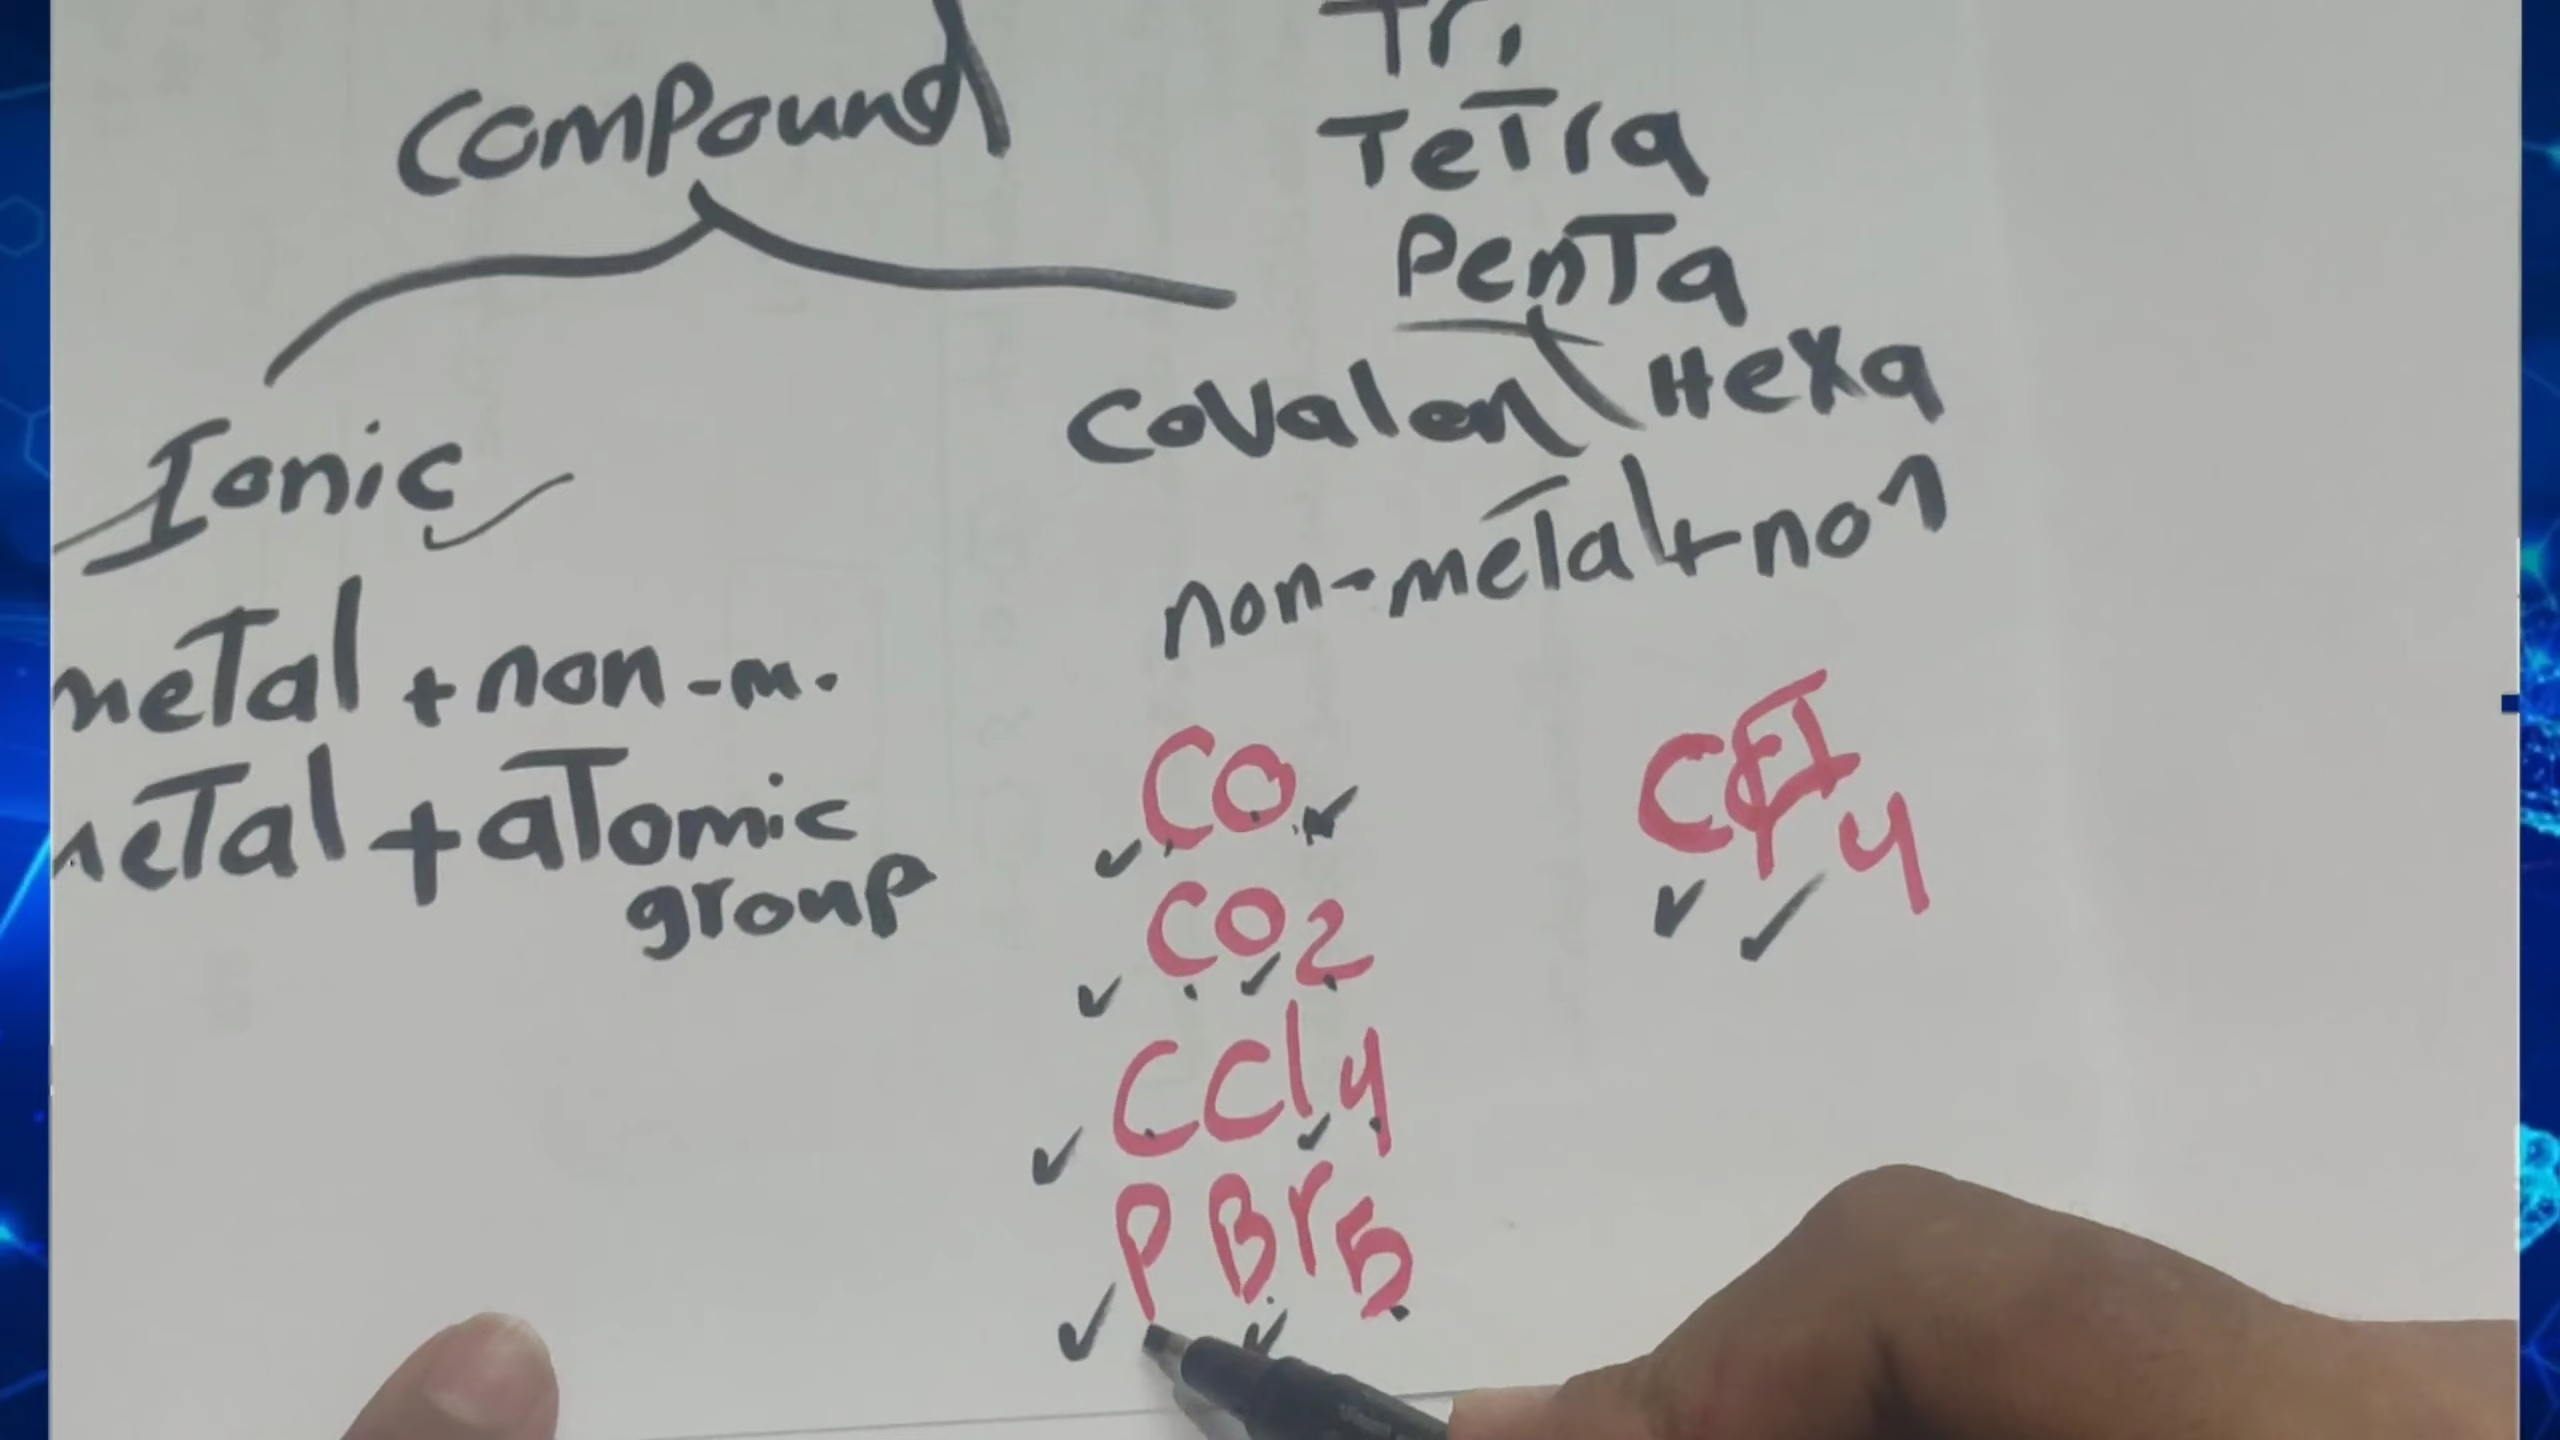 Compound
Tri
Tetra
Penta
Hexa
Ionic
Covalent
metal + non-m.
metal + atomic
group
non-metal + non
CO
CO2
CCl4
PBr5